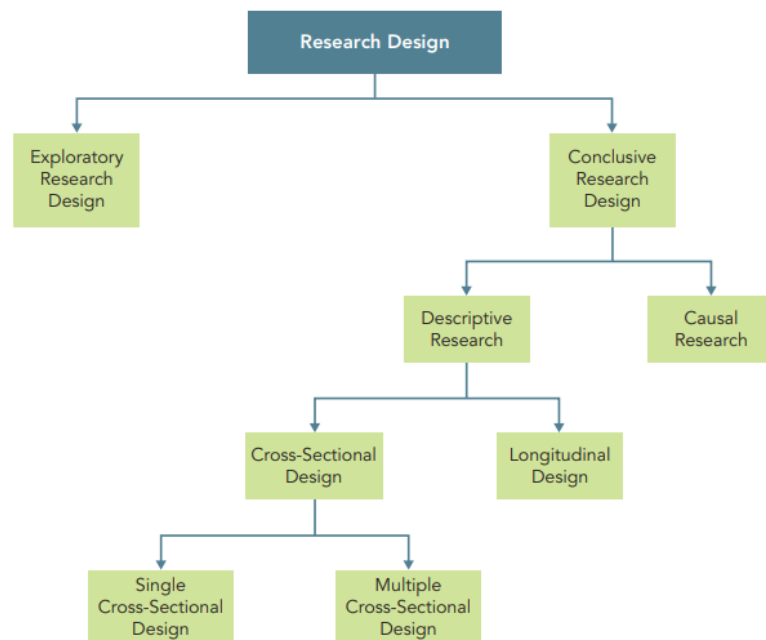 Research Design
Exploratory
Research
Design
Conclusive
Research
Design
Descriptive
Research
Causal
Research
Cross-Sectional
Design
Longitudinal
Design
Single
Cross-Sectional
Design
Multiple
Cross-Sectional
Design